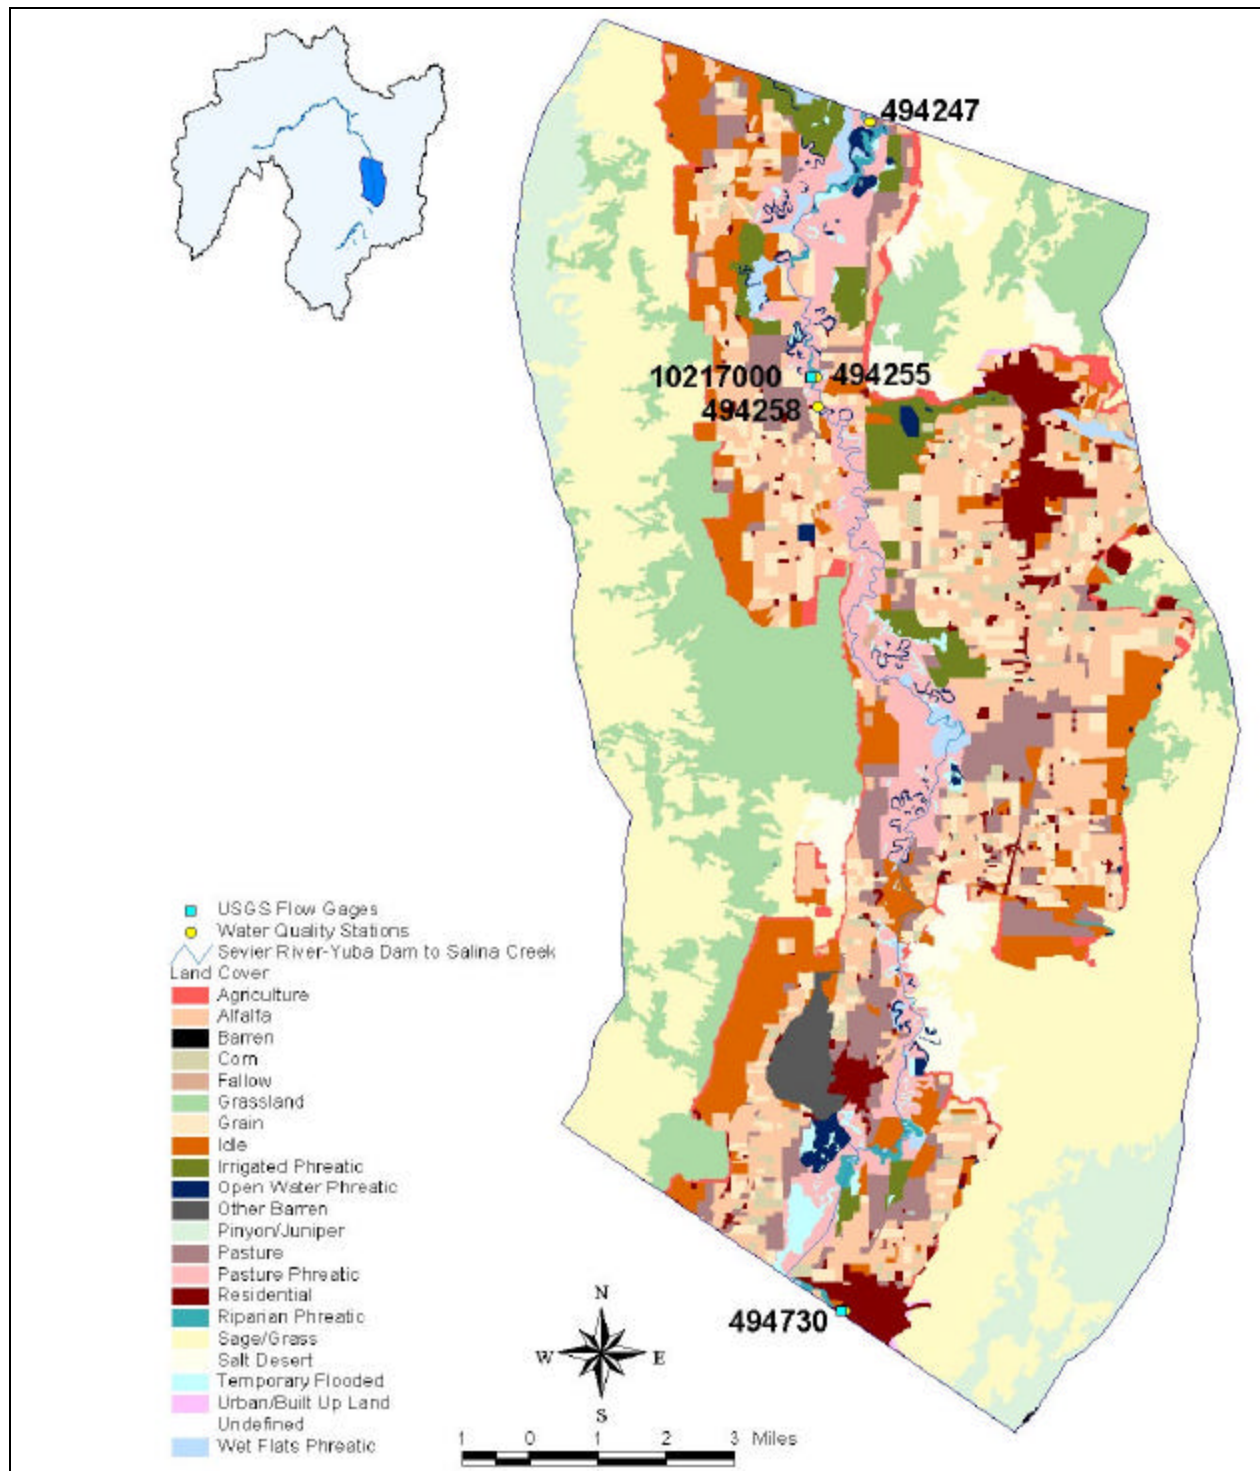 494247
10217000 494255
494258
494730
USGS Flow Gages
Water Quality Stations
Sevier River-Yuba Dam to Salina Creek
Land Cover
Agriculture
Alfalfa
Barren
Corn
Fallow
Grassland
Grain
Idle
Irrigated Phreatic
Open Water Phreatic
Other Barren
Pinyon/Juniper
Pasture
Pasture Phreatic
Residential
Riparian Phreatic
Sage/Grass
Salt Desert
Temporary Flooded
Urban/Built Up Land
Undefined
Wet Flats Phreatic
N
W E
S
1 0 1 2 3 Miles